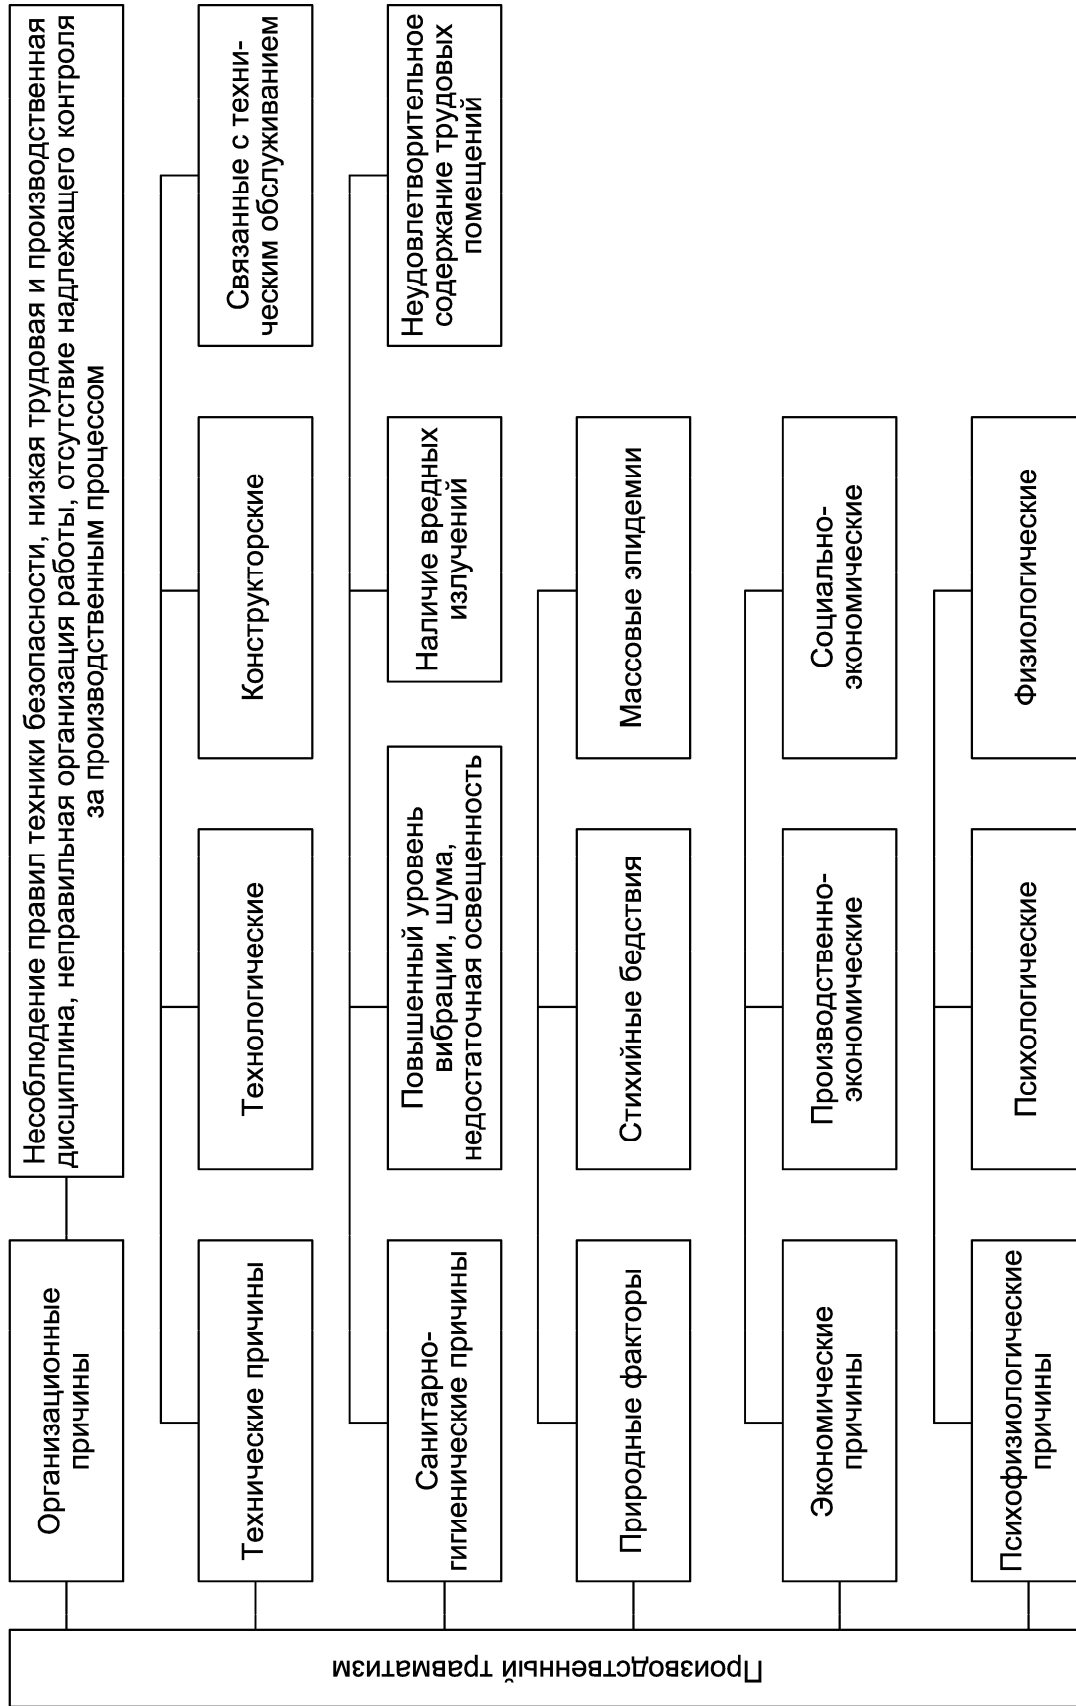 Производственный травматизм
Организационные
причины
Несоблюдение правил техники безопасности, низкая трудовая и производственная
дисциплина, неправильная организация работы, отсутствие надлежащего контроля
за производственным процессом
Технические причины
Технологические
Конструкторские
Связанные с техни-
ческим обслуживанием
Санитарно-
гигиенические причины
Повышенный уровень
вибрации, шума,
недостаточная освещенность
Наличие вредных
излучений
Неудовлетворительное
содержание трудовых
помещений
Природные факторы
Стихийные бедствия
Массовые эпидемии
Экономические
причины
Производственно-
экономические
Социально-
экономические
Психофизиологические
причины
Психологические
Физиологические